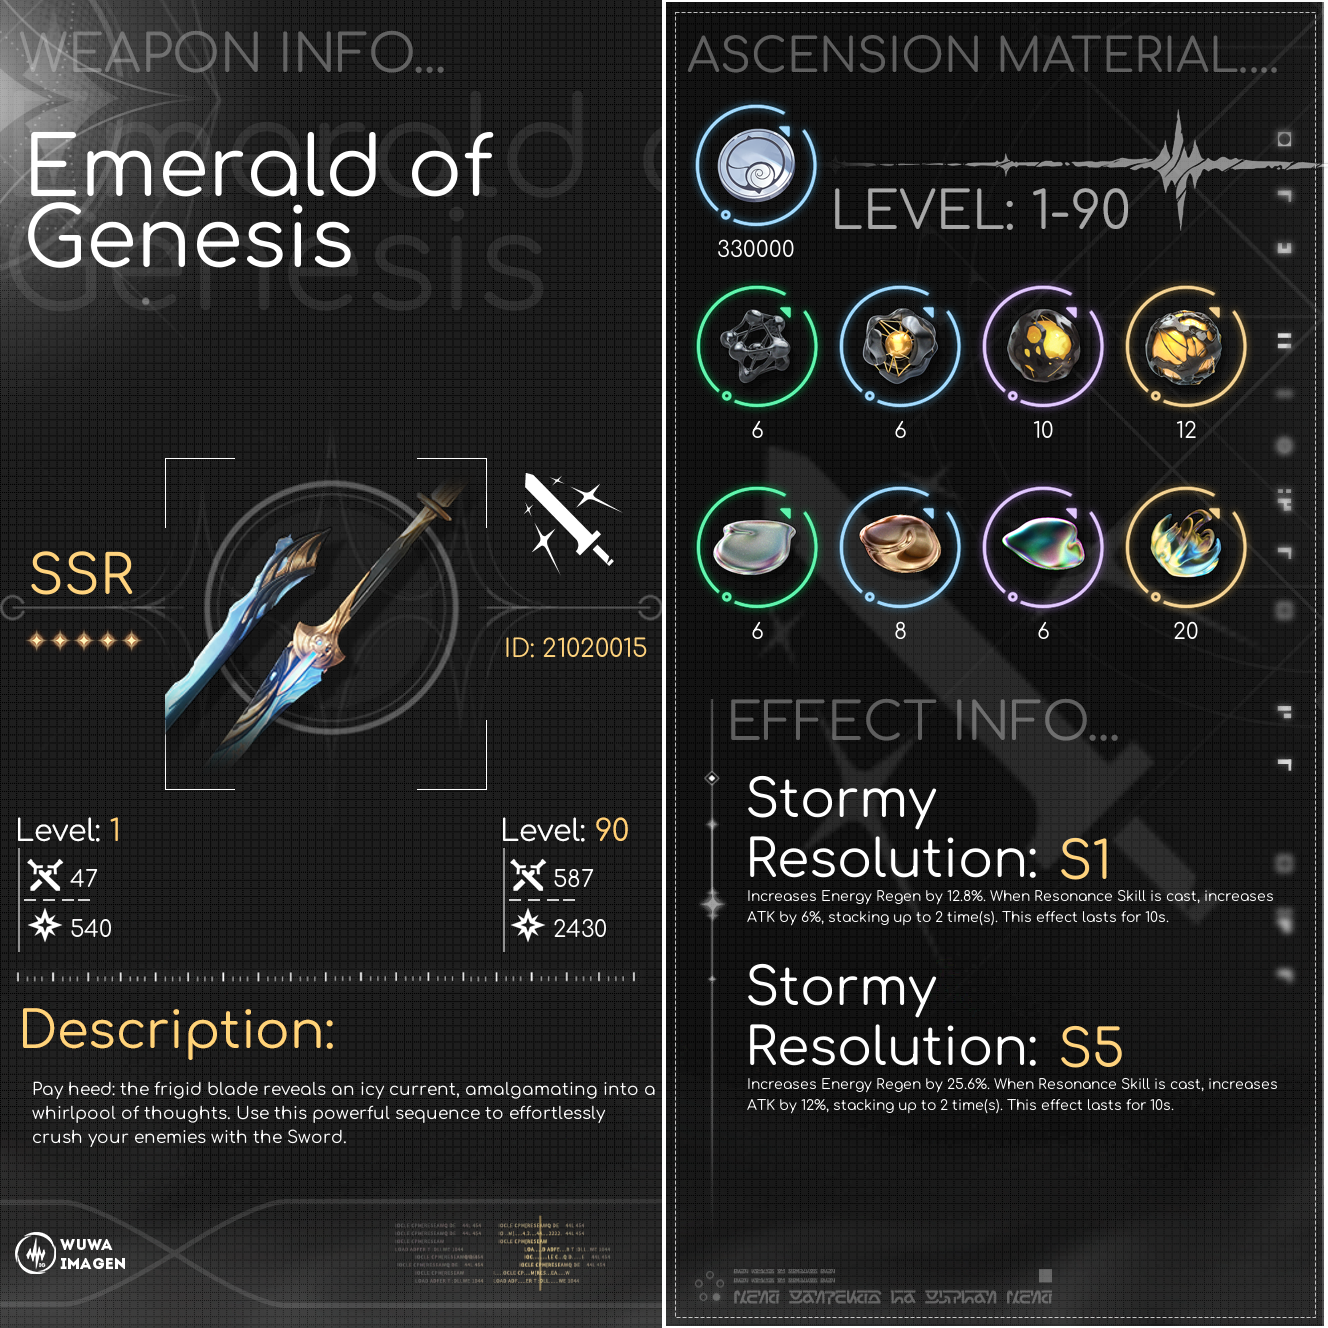 WEAPON INFO...
Emerald of
Genesis
SSR
ID: 21020015
Level: 1
47
540
Level: 90
587
2430
Description:
Pay heed: the frigid blade reveals an icy current, amalgamating into a
whirlpool of thoughts. Use this powerful sequence to effortlessly
crush your enemies with the Sword.
WUWA
IMAGEN
ASCENSION MATERIAL....
LEVEL: 1-90
330000
6 6 10 12
6 8 6 20
EFFECT INFO...
Stormy
Resolution: S1
Increases Energy Regen by 12.8%. When Resonance Skill is cast, increases
ATK by 6%, stacking up to 2 time(s). This effect lasts for 10s.
Stormy
Resolution: S5
Increases Energy Regen by 25.6%. When Resonance Skill is cast, increases
ATK by 12%, stacking up to 2 time(s). This effect lasts for 10s.